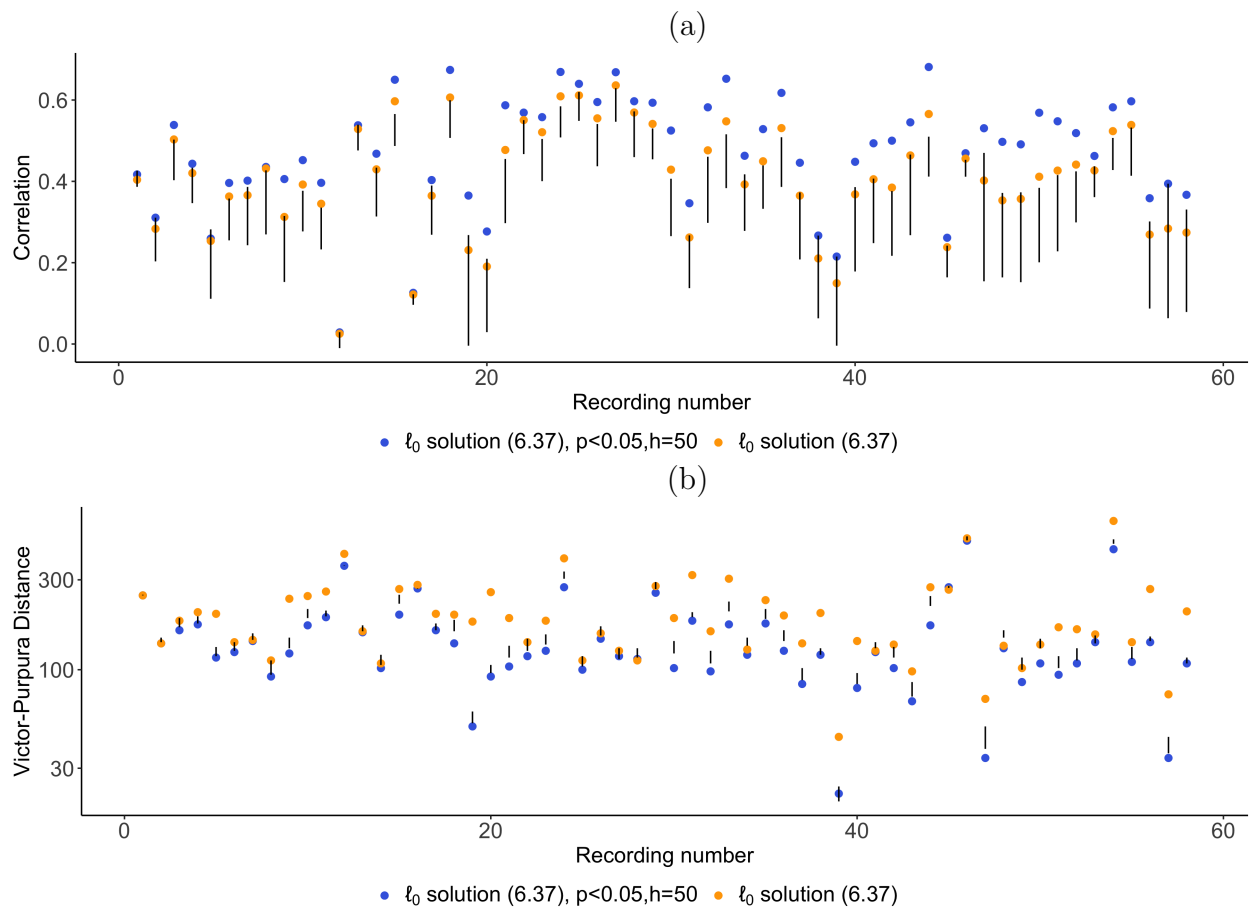 (a)
Correlation
0.6
0.4
0.2
0.0
0 20 40 60
Recording number
ℓ₀ solution (6.37), p<0.05,h=50 ℓ₀ solution (6.37)
(b)
Victor-Purpura Distance
300
100
30
0 20 40 60
Recording number
ℓ₀ solution (6.37), p<0.05,h=50 ℓ₀ solution (6.37)